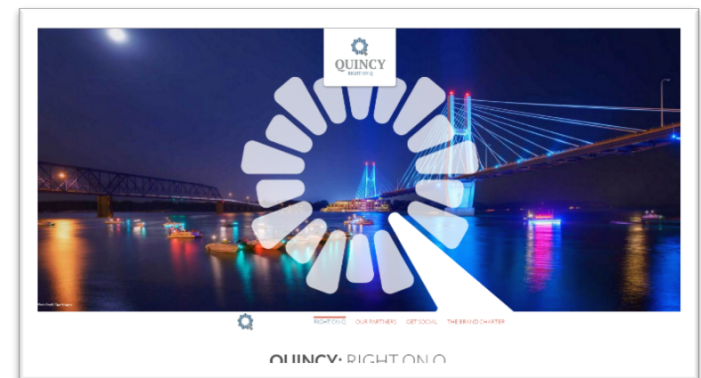 QUINCY
RIGHT ON Q
RIGHT ON Q OUR PARTNERS GET SOCIAL THE BRAND CHARTER
QUINCY: RIGHT ON Q